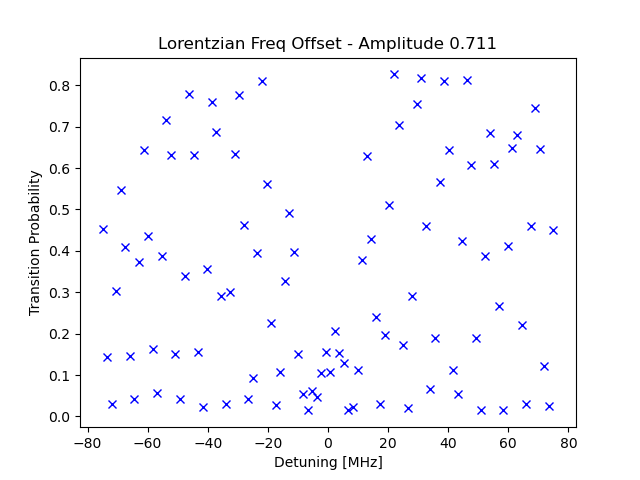 Lorentzian Freq Offset - Amplitude 0.711
Transition Probability
0.8
0.7
0.6
0.5
0.4
0.3
0.2
0.1
0.0
−80 −60 −40 −20 0 20 40 60 80
Detuning [MHz]